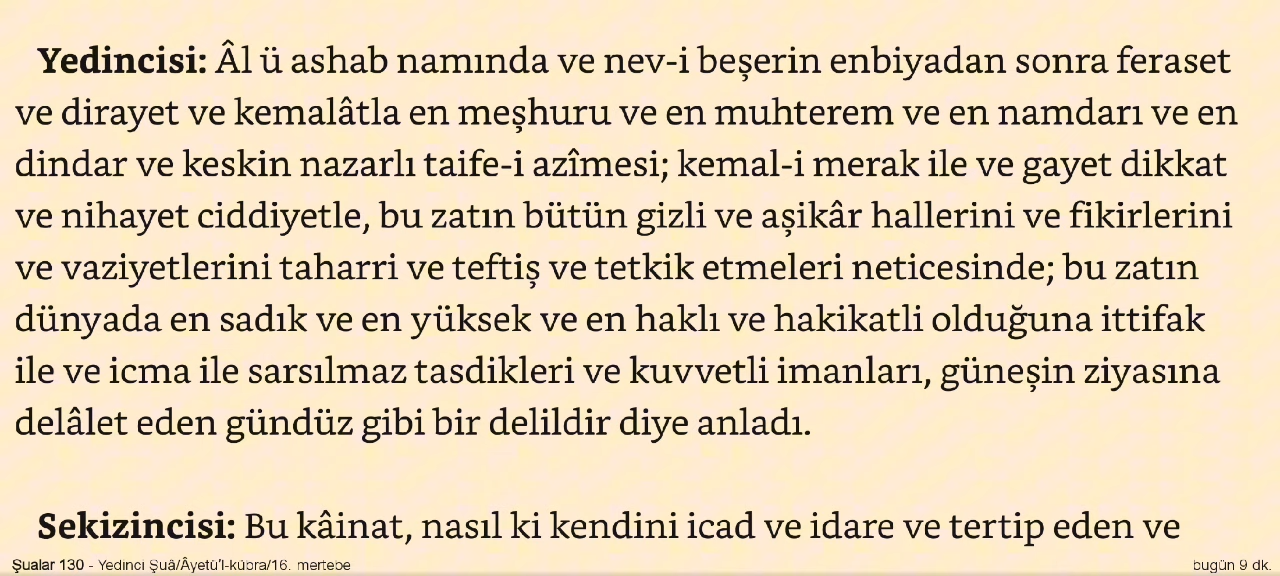 Yedincisi: Âl ü ashab namında ve nev-i beşerin enbiyadan sonra feraset
ve dirayet ve kemalâtla en meşhuru ve en muhterem ve en namdarı ve en
dindar ve keskin nazarlı taife-i azîmesi; kemal-i merak ile ve gayet dikkat
ve nihayet ciddiyetle, bu zatın bütün gizli ve aşikâr hallerini ve fikirlerini
ve vaziyetlerini taharri ve teftiş ve tetkik etmeleri neticesinde; bu zatın
dünyada en sadık ve en yüksek ve en haklı ve hakikatli olduğuna ittifak
ile ve icma ile sarsılmaz tasdikleri ve kuvvetli imanları, güneşin ziyasına
delâlet eden gündüz gibi bir delildir diye anladı.
Sekizincisi: Bu kâinat, nasıl ki kendini icad ve idare ve tertip eden ve
Şualar 130 - Yedinci Şuâ/Âyetü'l-kübra/16. mertebe
bugün 9 dk.